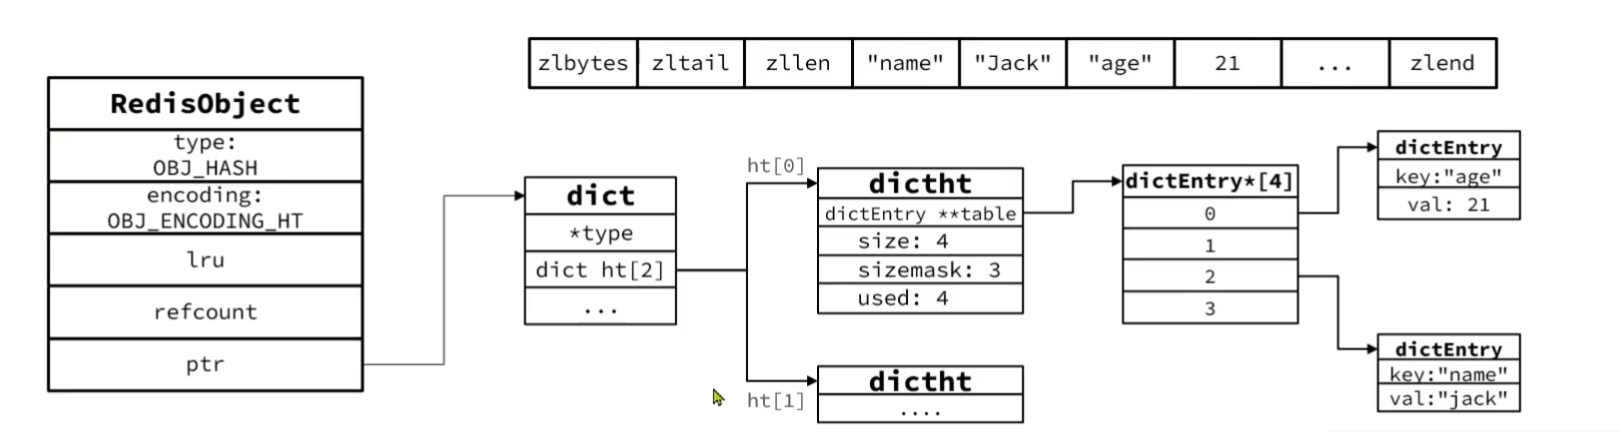 zlbytes zltail zllen "name" "Jack" "age" 21 ... zlend
RedisObject
type:
OBJ_HASH
encoding:
OBJ_ENCODING_HT
lru
refcount
ptr
dict
*type
dict ht[2]
...
ht[0]
dictht
dictEntry **table
size: 4
sizemask: 3
used: 4
ht[1]
dictht
....
dictEntry*[4]
0
1
2
3
dictEntry
key:"age"
val: 21
dictEntry
key:"name"
val:"jack"